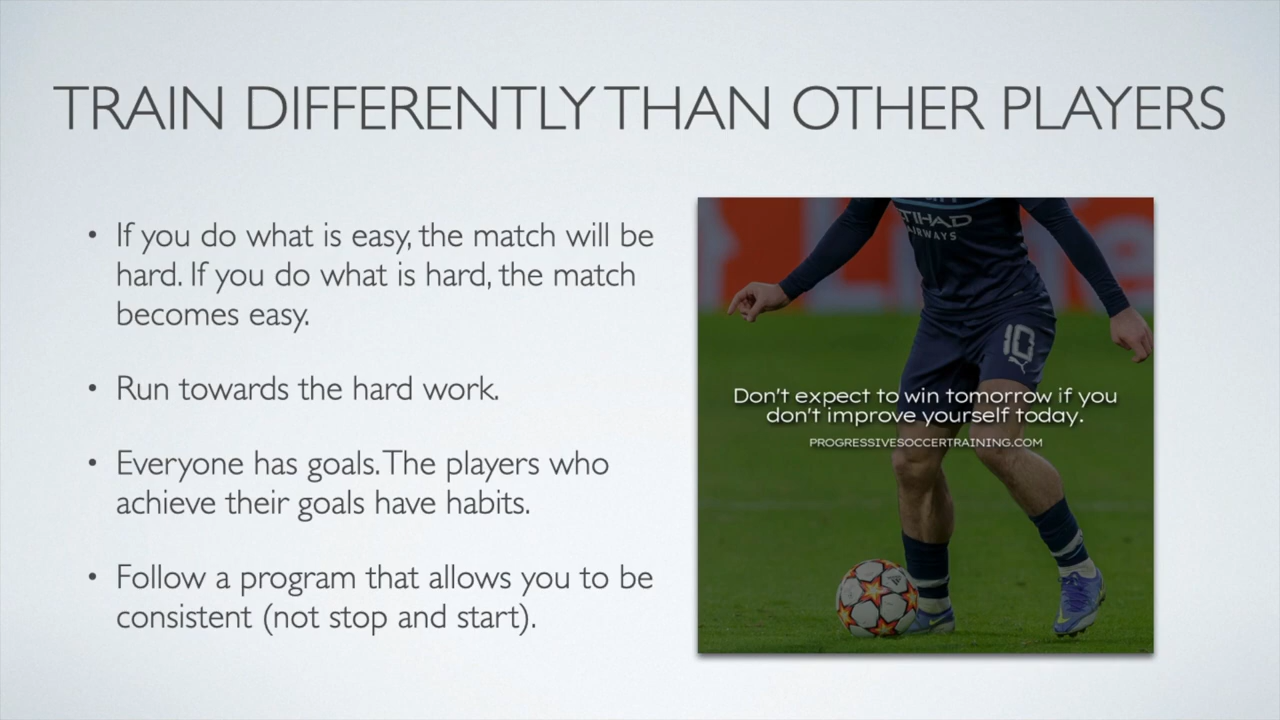 TRAIN DIFFERENTLY THAN OTHER PLAYERS
• If you do what is easy, the match will be
hard. If you do what is hard, the match
becomes easy.
• Run towards the hard work.
• Everyone has goals. The players who
achieve their goals have habits.
• Follow a program that allows you to be
consistent (not stop and start).
TIHAD
AIRWAYS
10
Don't expect to win tomorrow if you
don't improve yourself today.
PROGRESSIVESOCCERTRAINING.COM